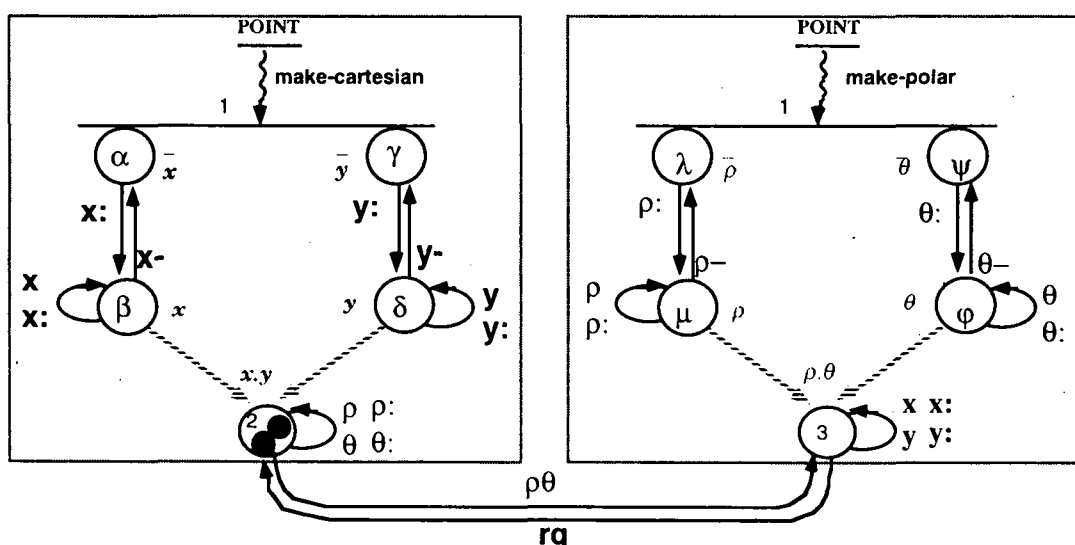 POINT
make-cartesian
1
α
x̄
ȳ
γ
x:
x-
y:
y-
x
x:
β
x
y
δ
y
y:
x.y
2
ρ ρ:
θ θ:
POINT
make-polar
1
λ
ρ̄
θ̄
ψ
ρ:
ρ–
θ:
θ–
ρ
ρ:
μ
ρ
θ
φ
θ
θ:
ρ.θ
3
x x:
y y:
ρθ
rq